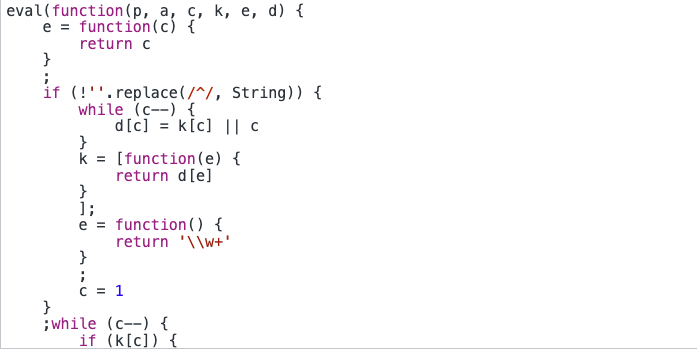 eval(function(p, a, c, k, e, d) {
    e = function(c) {
        return c
    }
    ;
    if (!''.replace(/^/, String)) {
        while (c--) {
            d[c] = k[c] || c
        }
        k = [function(e) {
            return d[e]
        }
        ];
        e = function() {
            return '\\w+'
        }
        ;
        c = 1
    }
    ;while (c--) {
        if (k[c]) {